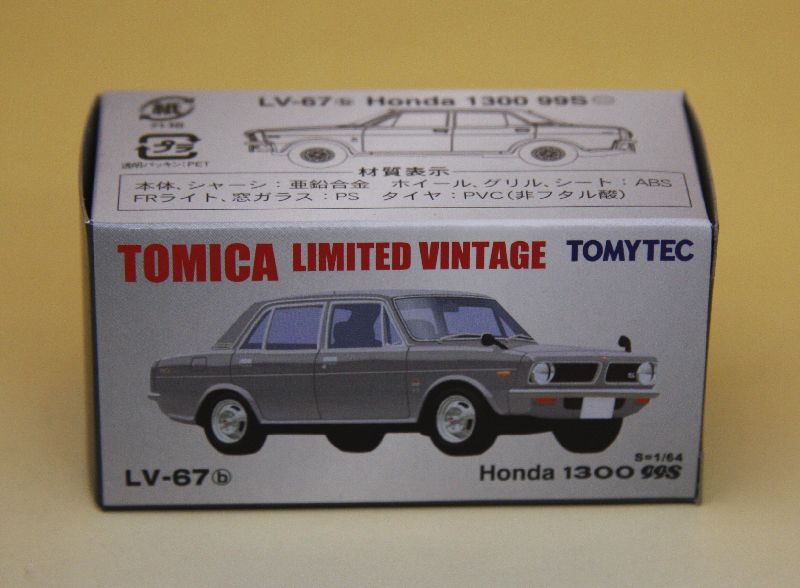 LV-67ⓑ Honda 1300 99S
紙
プラ
透明パッキン:PET
材質表示
本体、シャーシ:亜鉛合金 ホイール、グリル、シート:ABS
FRライト、窓ガラス:PS タイヤ:PVC(非フタル酸)
TOMICA LIMITED VINTAGE TOMYTEC
S=1/64
LV-67ⓑ Honda 1300 99S